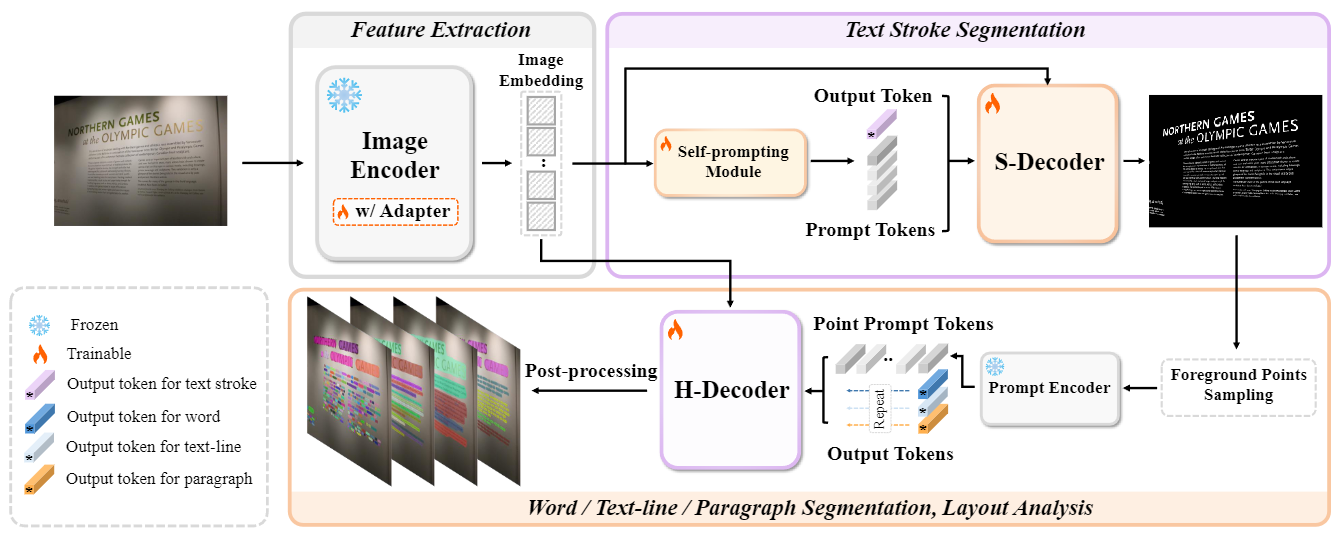 Feature Extraction
Text Stroke Segmentation
Image
Embedding
Image
Encoder
w/ Adapter
:
Self-prompting
Module
Output Token
*
Prompt Tokens
S-Decoder
NORTHERN GAMES
at the OLYMPIC GAMES
NORTHERN GAMES
at the OLYMPIC GAMES
Frozen
Trainable
* Output token for text stroke
* Output token for word
* Output token for text-line
* Output token for paragraph
NORTHERN GAMES
OLYMPIC GAMES
GAMES
GAMES
GAMES
Post-processing
H-Decoder
Point Prompt Tokens
..
Repeat
*
*
*
Output Tokens
Prompt Encoder
Foreground Points
Sampling
Word / Text-line / Paragraph Segmentation, Layout Analysis